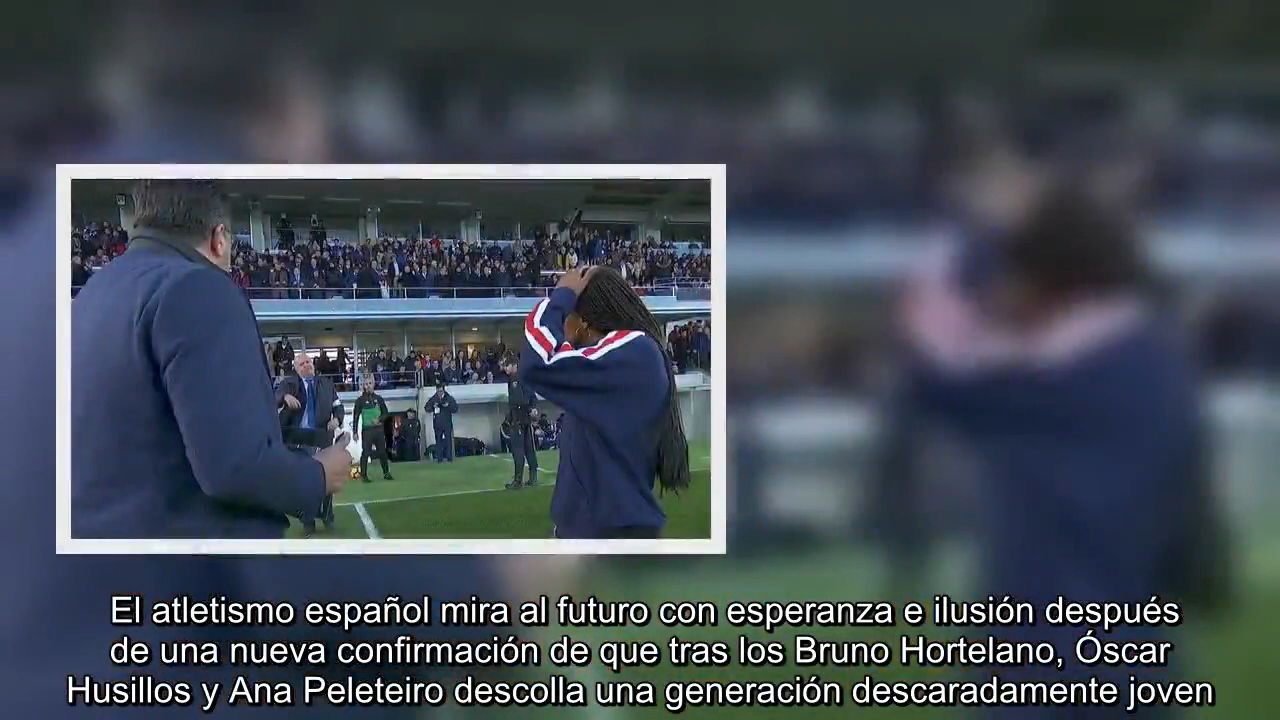 El atletismo español mira al futuro con esperanza e ilusión después
de una nueva confirmación de que tras los Bruno Hortelano, Óscar
Husillos y Ana Peleteiro descolla una generación descaradamente joven